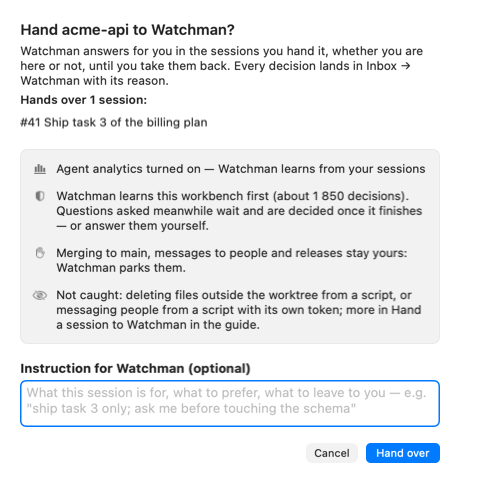 Hand acme-api to Watchman?
Watchman answers for you in the sessions you hand it, whether you are
here or not, until you take them back. Every decision lands in Inbox →
Watchman with its reason.
Hands over 1 session:
#41 Ship task 3 of the billing plan
Agent analytics turned on — Watchman learns from your sessions
Watchman learns this workbench first (about 1 850 decisions).
Questions asked meanwhile wait and are decided once it finishes
— or answer them yourself.
Merging to main, messages to people and releases stay yours:
Watchman parks them.
Not caught: deleting files outside the worktree from a script, or
messaging people from a script with its own token; more in Hand
a session to Watchman in the guide.
Instruction for Watchman (optional)
What this session is for, what to prefer, what to leave to you — e.g.
"ship task 3 only; ask me before touching the schema"
Cancel
Hand over